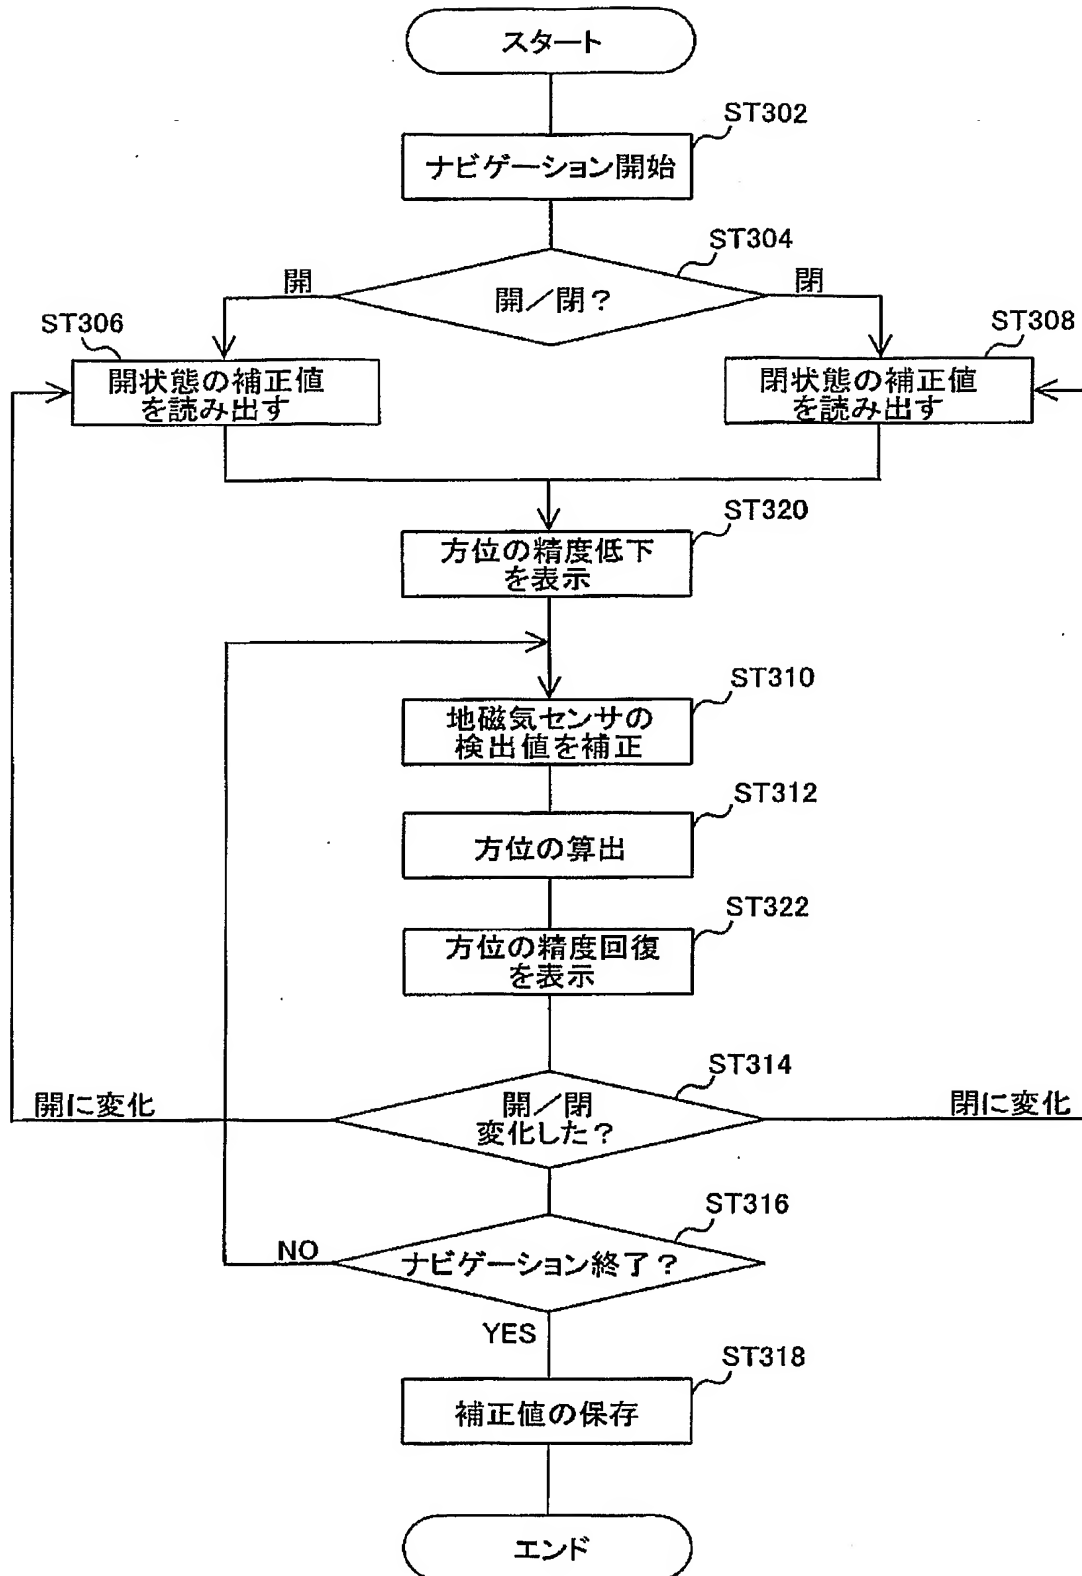 スタート
ST302
ナビゲーション開始
ST304
開
開／閉？
閉
ST306
開状態の補正値
を読み出す
ST308
閉状態の補正値
を読み出す
ST320
方位の精度低下
を表示
ST310
地磁気センサの
検出値を補正
ST312
方位の算出
ST322
方位の精度回復
を表示
ST314
開に変化
開／閉
変化した？
閉に変化
ST316
NO
ナビゲーション終了？
YES
ST318
補正値の保存
エンド